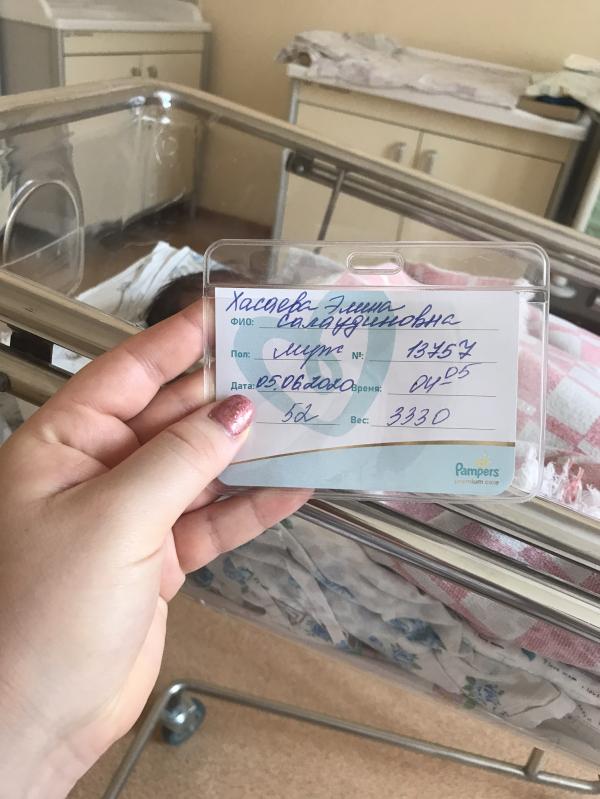 Хасаева Элина
ФИО: Салаудиновна
Пол: муж №: 13757
Дата: 05.06.2020 Время: 04 05
52 Вес: 3330
Pampers
premium care